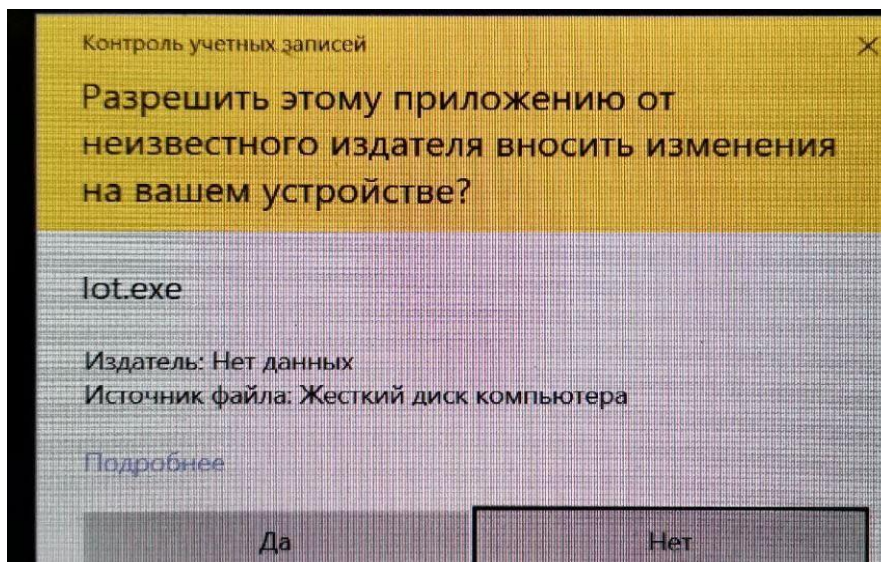 Контроль учетных записей
Разрешить этому приложению от
неизвестного издателя вносить изменения
на вашем устройстве?
lot.exe
Издатель: Нет данных
Источник файла: Жесткий диск компьютера
Подробнее
Да
Нет